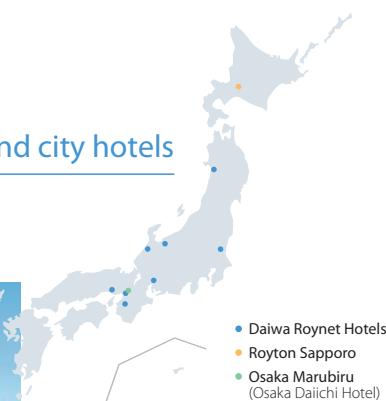 nd city hotels
Daiwa Roynet Hotels
Royton Sapporo
Osaka Marubiru
(Osaka Daiichi Hotel)